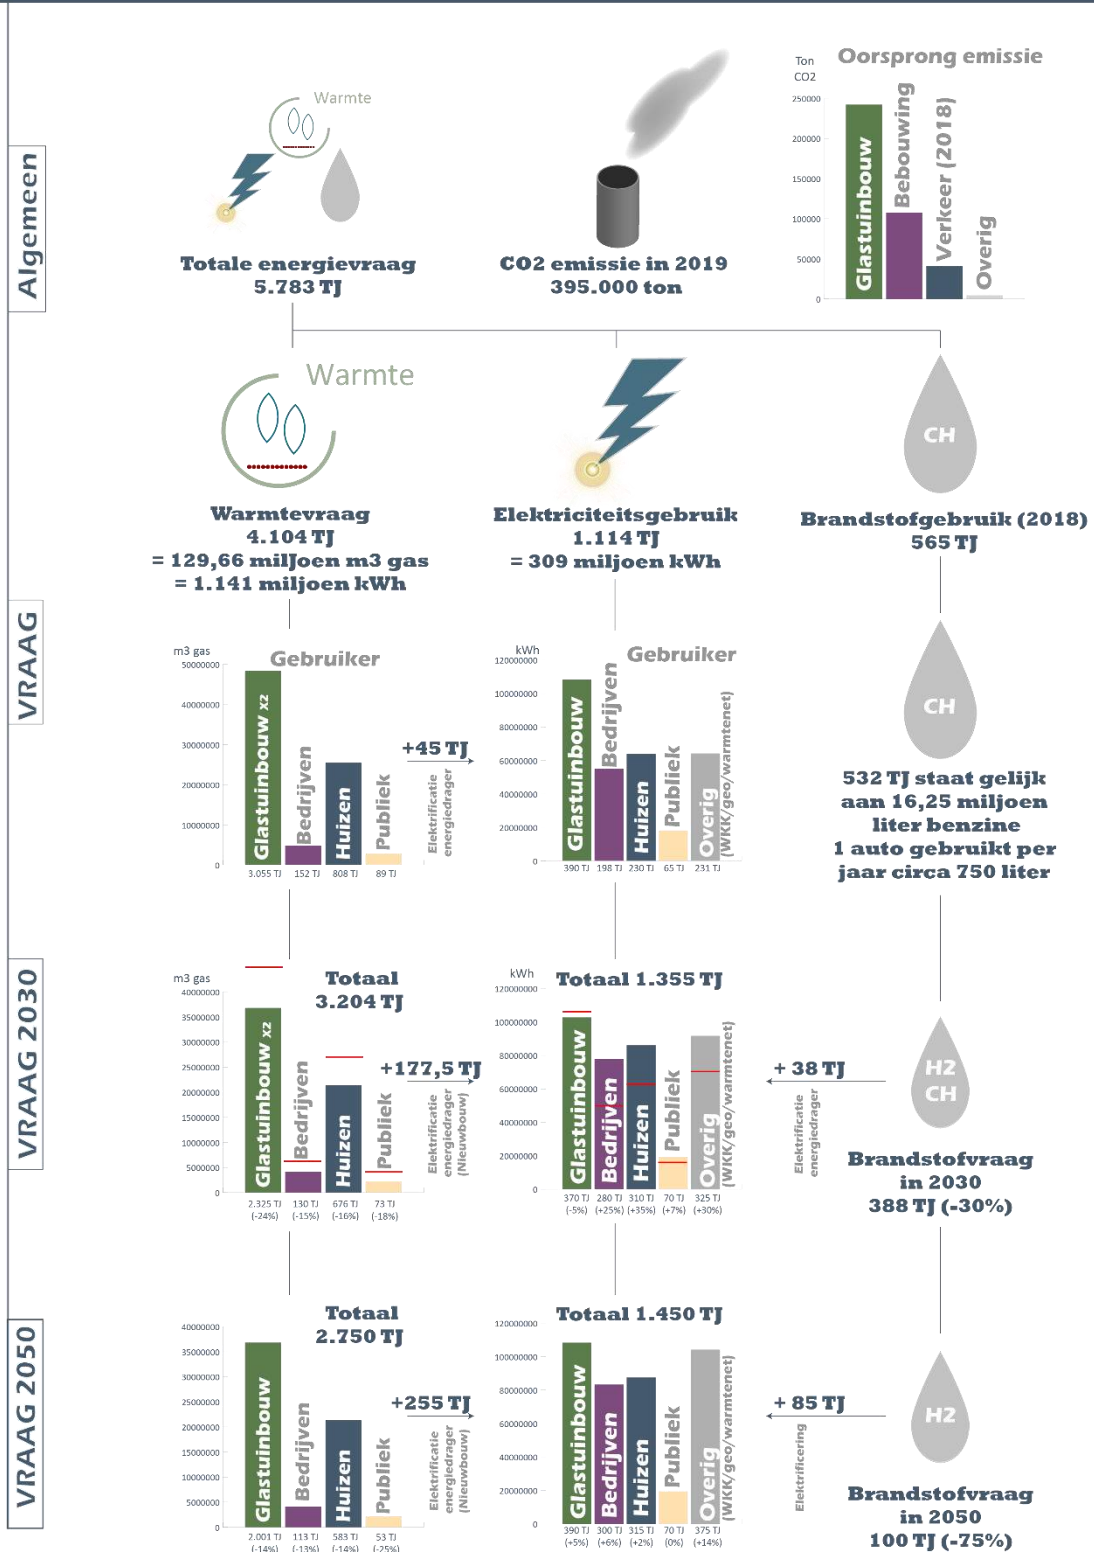 Algemeen
Warmte
Totale energievraag
5.783 TJ
CO2 emissie in 2019
395.000 ton
Oorsprong emissie
Ton
CO2
250000
200000
150000
100000
50000
0
Glastuinbouw
Bebouwing
Verkeer (2018)
Overig
VRAAG
Warmte
Warmtevraag
4.104 TJ
= 129,66 miljoen m3 gas
= 1.141 miljoen kWh
Elektriciteitsgebruik
1.114 TJ
= 309 miljoen kWh
CH
Brandstofgebruik (2018)
565 TJ
m3 gas
Gebruiker
50000000
40000000
30000000
20000000
10000000
0
Glastuinbouw x2
Bedrijven
Huizen
Publiek
3.055 TJ
152 TJ
808 TJ
89 TJ
+45 TJ
Elektrificatie
energiedrager
kWh
Gebruiker
120000000
100000000
80000000
60000000
40000000
20000000
0
Glastuinbouw
Bedrijven
Huizen
Publiek
Overig
(WKK/geo/warmtenet)
390 TJ
198 TJ
230 TJ
65 TJ
231 TJ
CH
532 TJ staat gelijk
aan 16,25 miljoen
liter benzine
1 auto gebruikt per
jaar circa 750 liter
VRAAG 2030
m3 gas
Totaal
3.204 TJ
40000000
35000000
30000000
25000000
20000000
15000000
10000000
5000000
0
Glastuinbouw x2
Bedrijven
Huizen
Publiek
2.325 TJ
(-24%)
130 TJ
(-15%)
676 TJ
(-16%)
73 TJ
(-18%)
+177,5 TJ
Elektrificatie
energiedrager
(Nieuwbouw)
kWh
Totaal 1.355 TJ
120000000
100000000
80000000
60000000
40000000
20000000
0
Glastuinbouw
Bedrijven
Huizen
Publiek
Overig
(WKK/geo/warmtenet)
370 TJ
(-5%)
280 TJ
(+25%)
310 TJ
(+35%)
70 TJ
(+7%)
325 TJ
(+30%)
+ 38 TJ
Elektrificatie
energiedrager
H2
CH
Brandstofvraag
in 2030
388 TJ (-30%)
VRAAG 2050
Totaal
2.750 TJ
40000000
35000000
30000000
25000000
20000000
15000000
10000000
5000000
0
Glastuinbouw
Bedrijven
Huizen
Publiek
2.001 TJ
(-14%)
113 TJ
(-13%)
583 TJ
(-14%)
53 TJ
(-25%)
+255 TJ
Elektrificatie
energiedrager
(Nieuwbouw)
Totaal 1.450 TJ
120000000
100000000
80000000
60000000
40000000
20000000
0
Glastuinbouw
Bedrijven
Huizen
Publiek
Overig
(WKK/geo/warmtenet)
390 TJ
(+5%)
300 TJ
(+6%)
315 TJ
(+2%)
70 TJ
(0%)
375 TJ
(+14%)
+ 85 TJ
Elektrificering
H2
Brandstofvraag
in 2050
100 TJ (-75%)